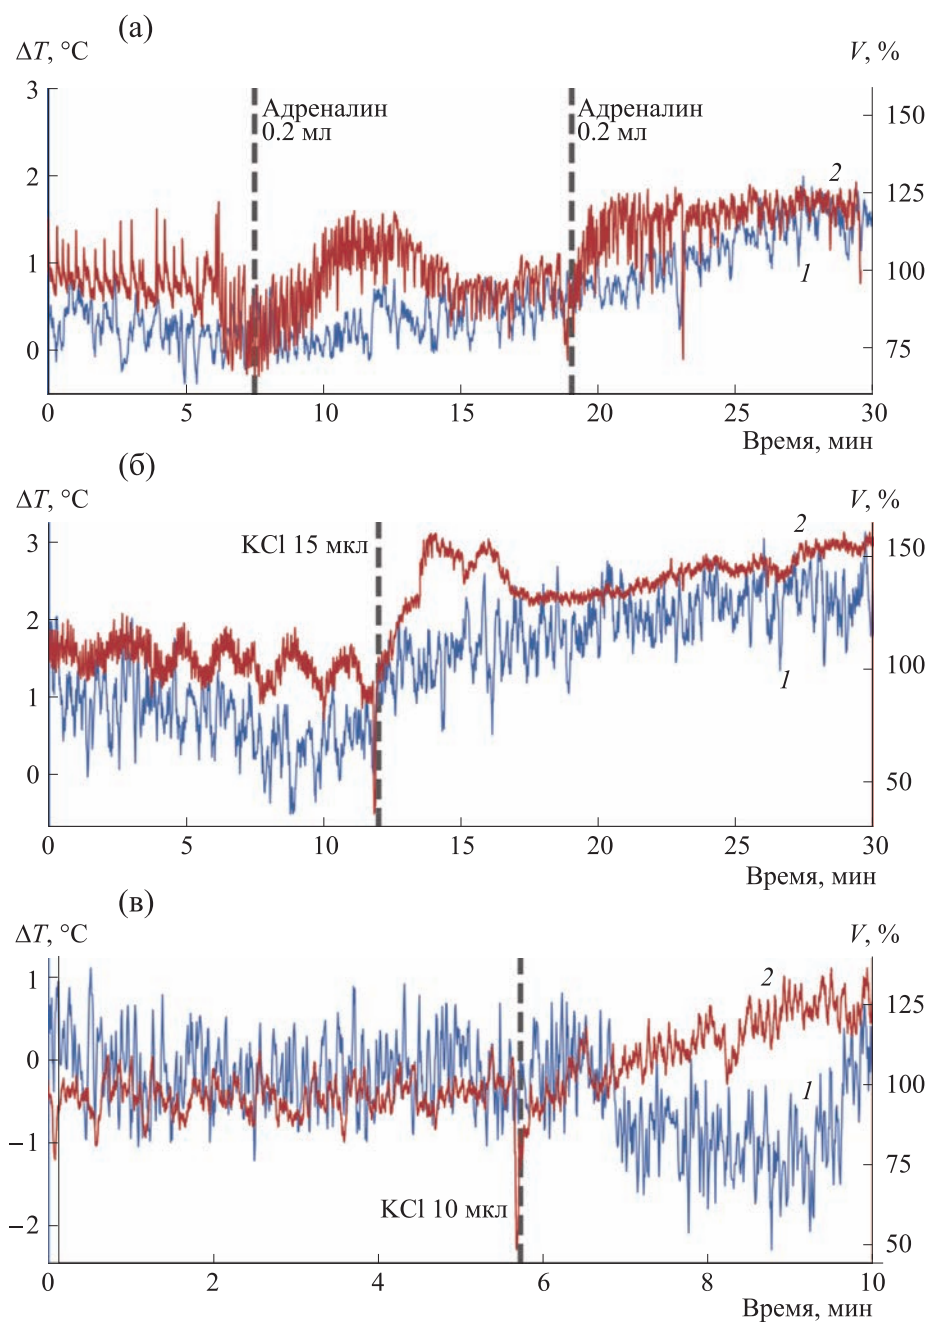 (а)
ΔT, °C V, %
3
2
1
0
150
125
100
75
Адреналин
0.2 мл
Адреналин
0.2 мл
2
1
0 5 10 15 20 25 30
Время, мин
(б)
ΔT, °C V, %
3
2
1
0
150
100
50
KCl 15 мкл
2
1
0 5 10 15 20 25 30
Время, мин
(в)
ΔT, °C V, %
1
0
−1
−2
125
100
75
50
2
1
KCl 10 мкл
0 2 4 6 8 10
Время, мин